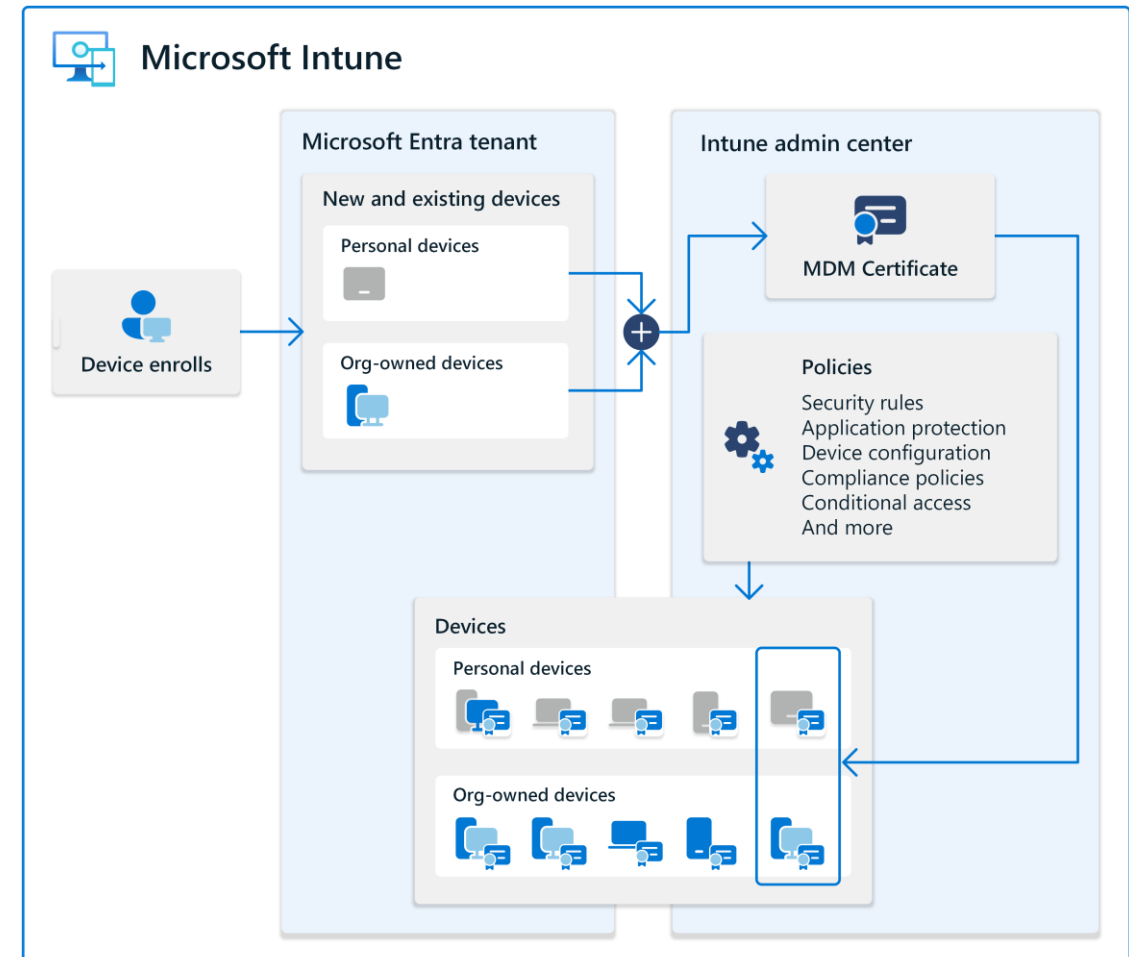 Microsoft Intune
Microsoft Entra tenant
New and existing devices
Personal devices
Org-owned devices
Device enrolls
Intune admin center
MDM Certificate
Policies
Security rules
Application protection
Device configuration
Compliance policies
Conditional access
And more
Devices
Personal devices
Org-owned devices